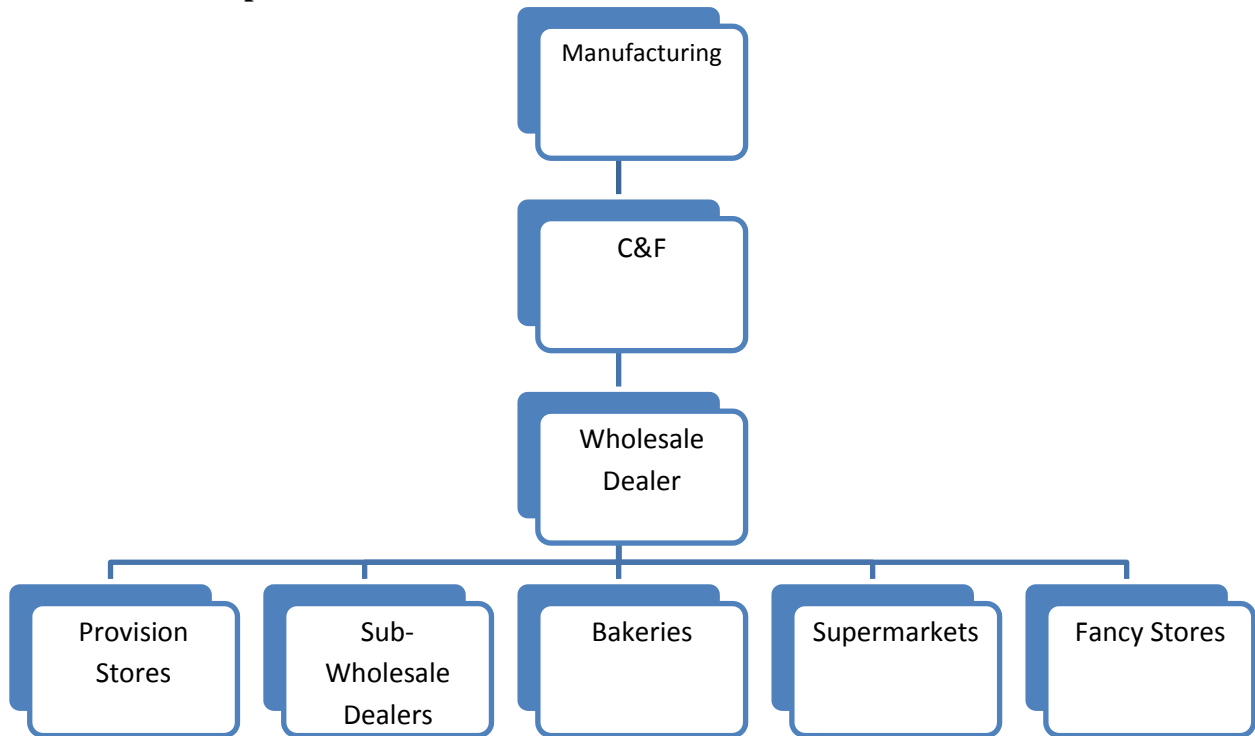 Manufacturing
C&F
Wholesale
Dealer
Provision
Stores
Sub-
Wholesale
Dealers
Bakeries
Supermarkets
Fancy Stores